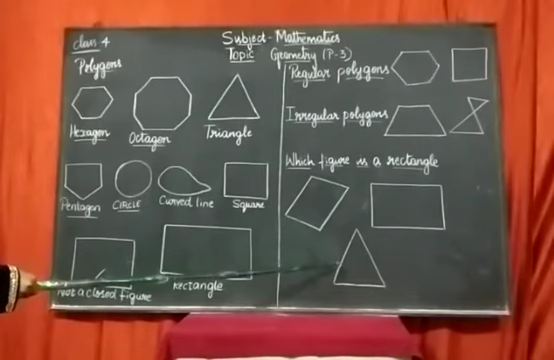 class 4
Subject - Mathematics
Topic Geometry (P-3)
Polygons
Hexagon
Octagon
Triangle
Pentagon
CIRCLE
Curved line
Square
Not a closed figure
Rectangle
Regular polygons
Irregular polygons
Which figure is a rectangle